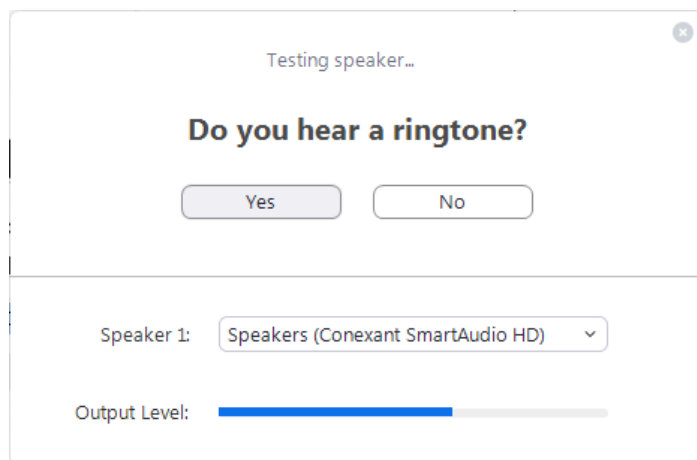 Testing speaker...
Do you hear a ringtone?
Yes No
Speaker 1: Speakers (Conexant SmartAudio HD)
Output Level: